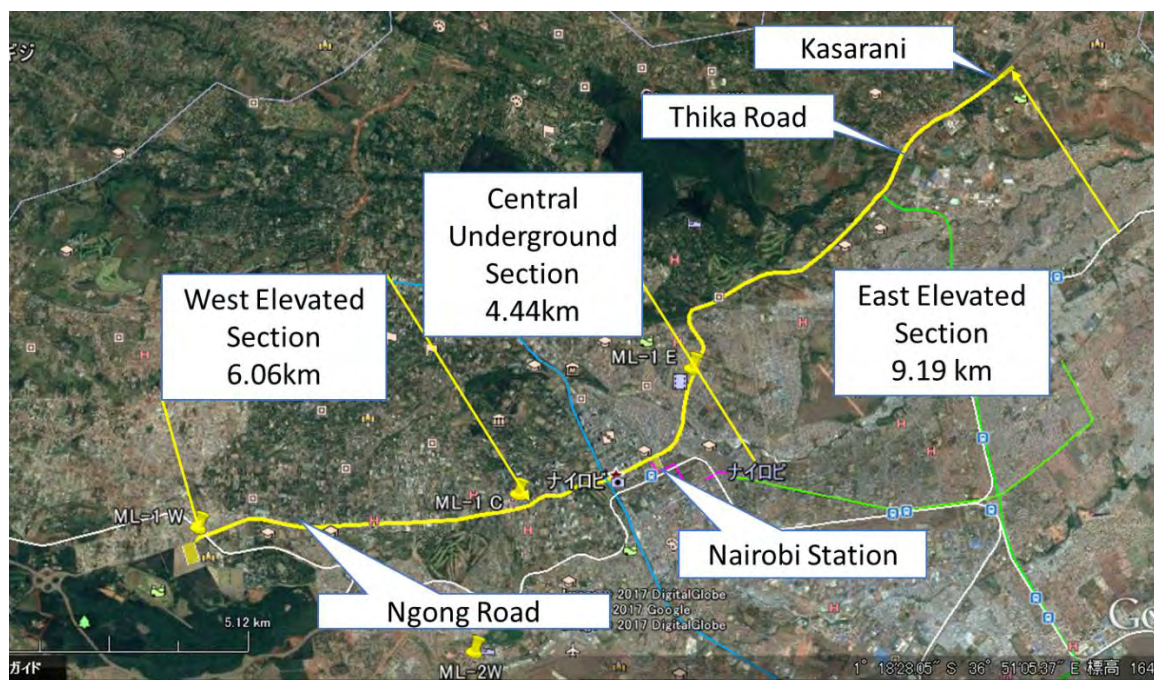 ギジ
Kasarani
Thika Road
Central
Underground
Section
4.44km
West Elevated
Section
6.06km
East Elevated
Section
9.19 km
ML-1 E
ナイロビ
ナイロビ
ML-1 C
ML-1 W
Nairobi Station
Ngong Road
2017 DigitalGlobe
2017 Google
2017 DigitalGlobe
5.12 km
ML-2W
ガイド
1° 18'28.05" S 36° 51'05.37" E 標高 164